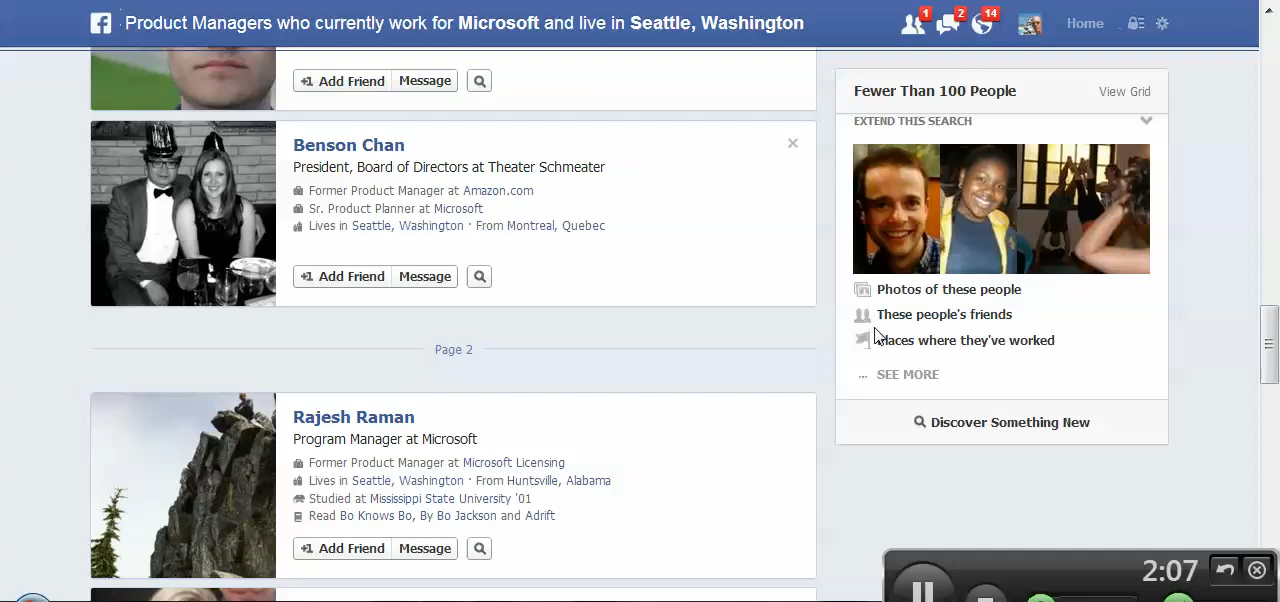 Product Managers who currently work for Microsoft and live in Seattle, Washington
1
2
14
Home
+1 Add Friend
Message
Benson Chan
President, Board of Directors at Theater Schmeater
Former Product Manager at Amazon.com
Sr. Product Planner at Microsoft
Lives in Seattle, Washington · From Montreal, Quebec
+1 Add Friend
Message
Page 2
Rajesh Raman
Program Manager at Microsoft
Former Product Manager at Microsoft Licensing
Lives in Seattle, Washington · From Huntsville, Alabama
Studied at Mississippi State University '01
Read Bo Knows Bo, By Bo Jackson and Adrift
+1 Add Friend
Message
Fewer Than 100 People
View Grid
EXTEND THIS SEARCH
Photos of these people
These people's friends
Places where they've worked
... SEE MORE
Discover Something New
2:07